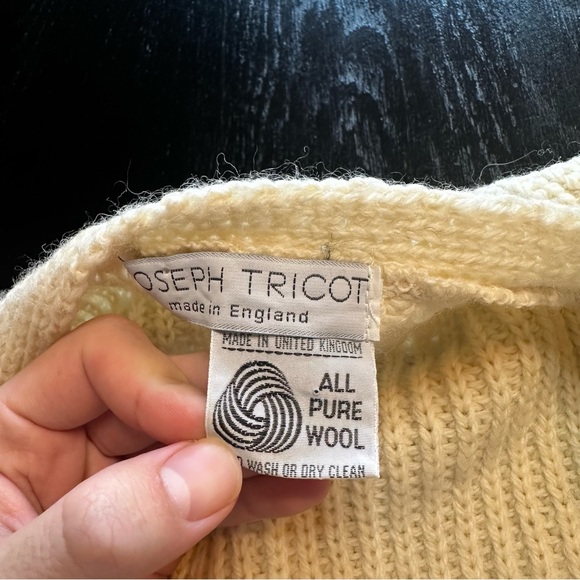 OSEPH TRICOT
made in England
MADE IN UNITED KINGDOM
ALL
PURE
WOOL
WASH OR DRY CLEAN